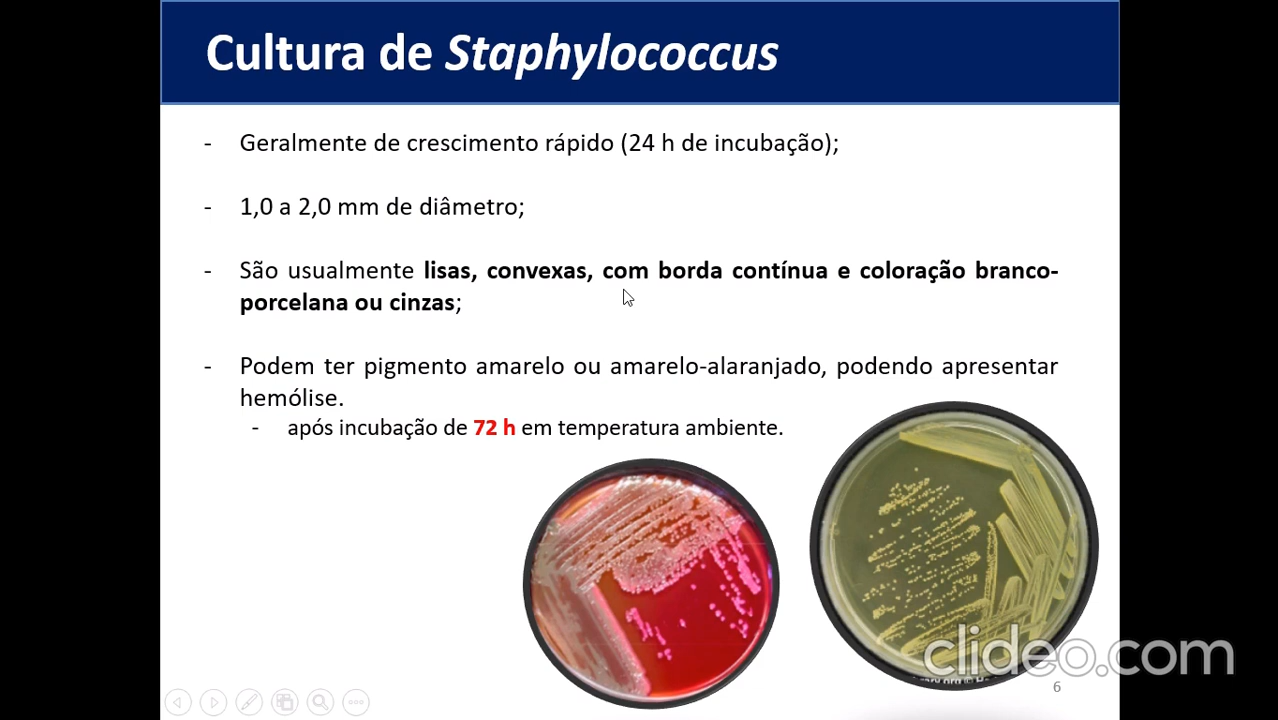 Cultura de Staphylococcus
- Geralmente de crescimento rápido (24 h de incubação);
- 1,0 a 2,0 mm de diâmetro;
- São usualmente lisas, convexas, com borda contínua e coloração branco-
porcelana ou cinzas;
- Podem ter pigmento amarelo ou amarelo-alaranjado, podendo apresentar
hemólise.
- após incubação de 72 h em temperatura ambiente.
clideo.com
6